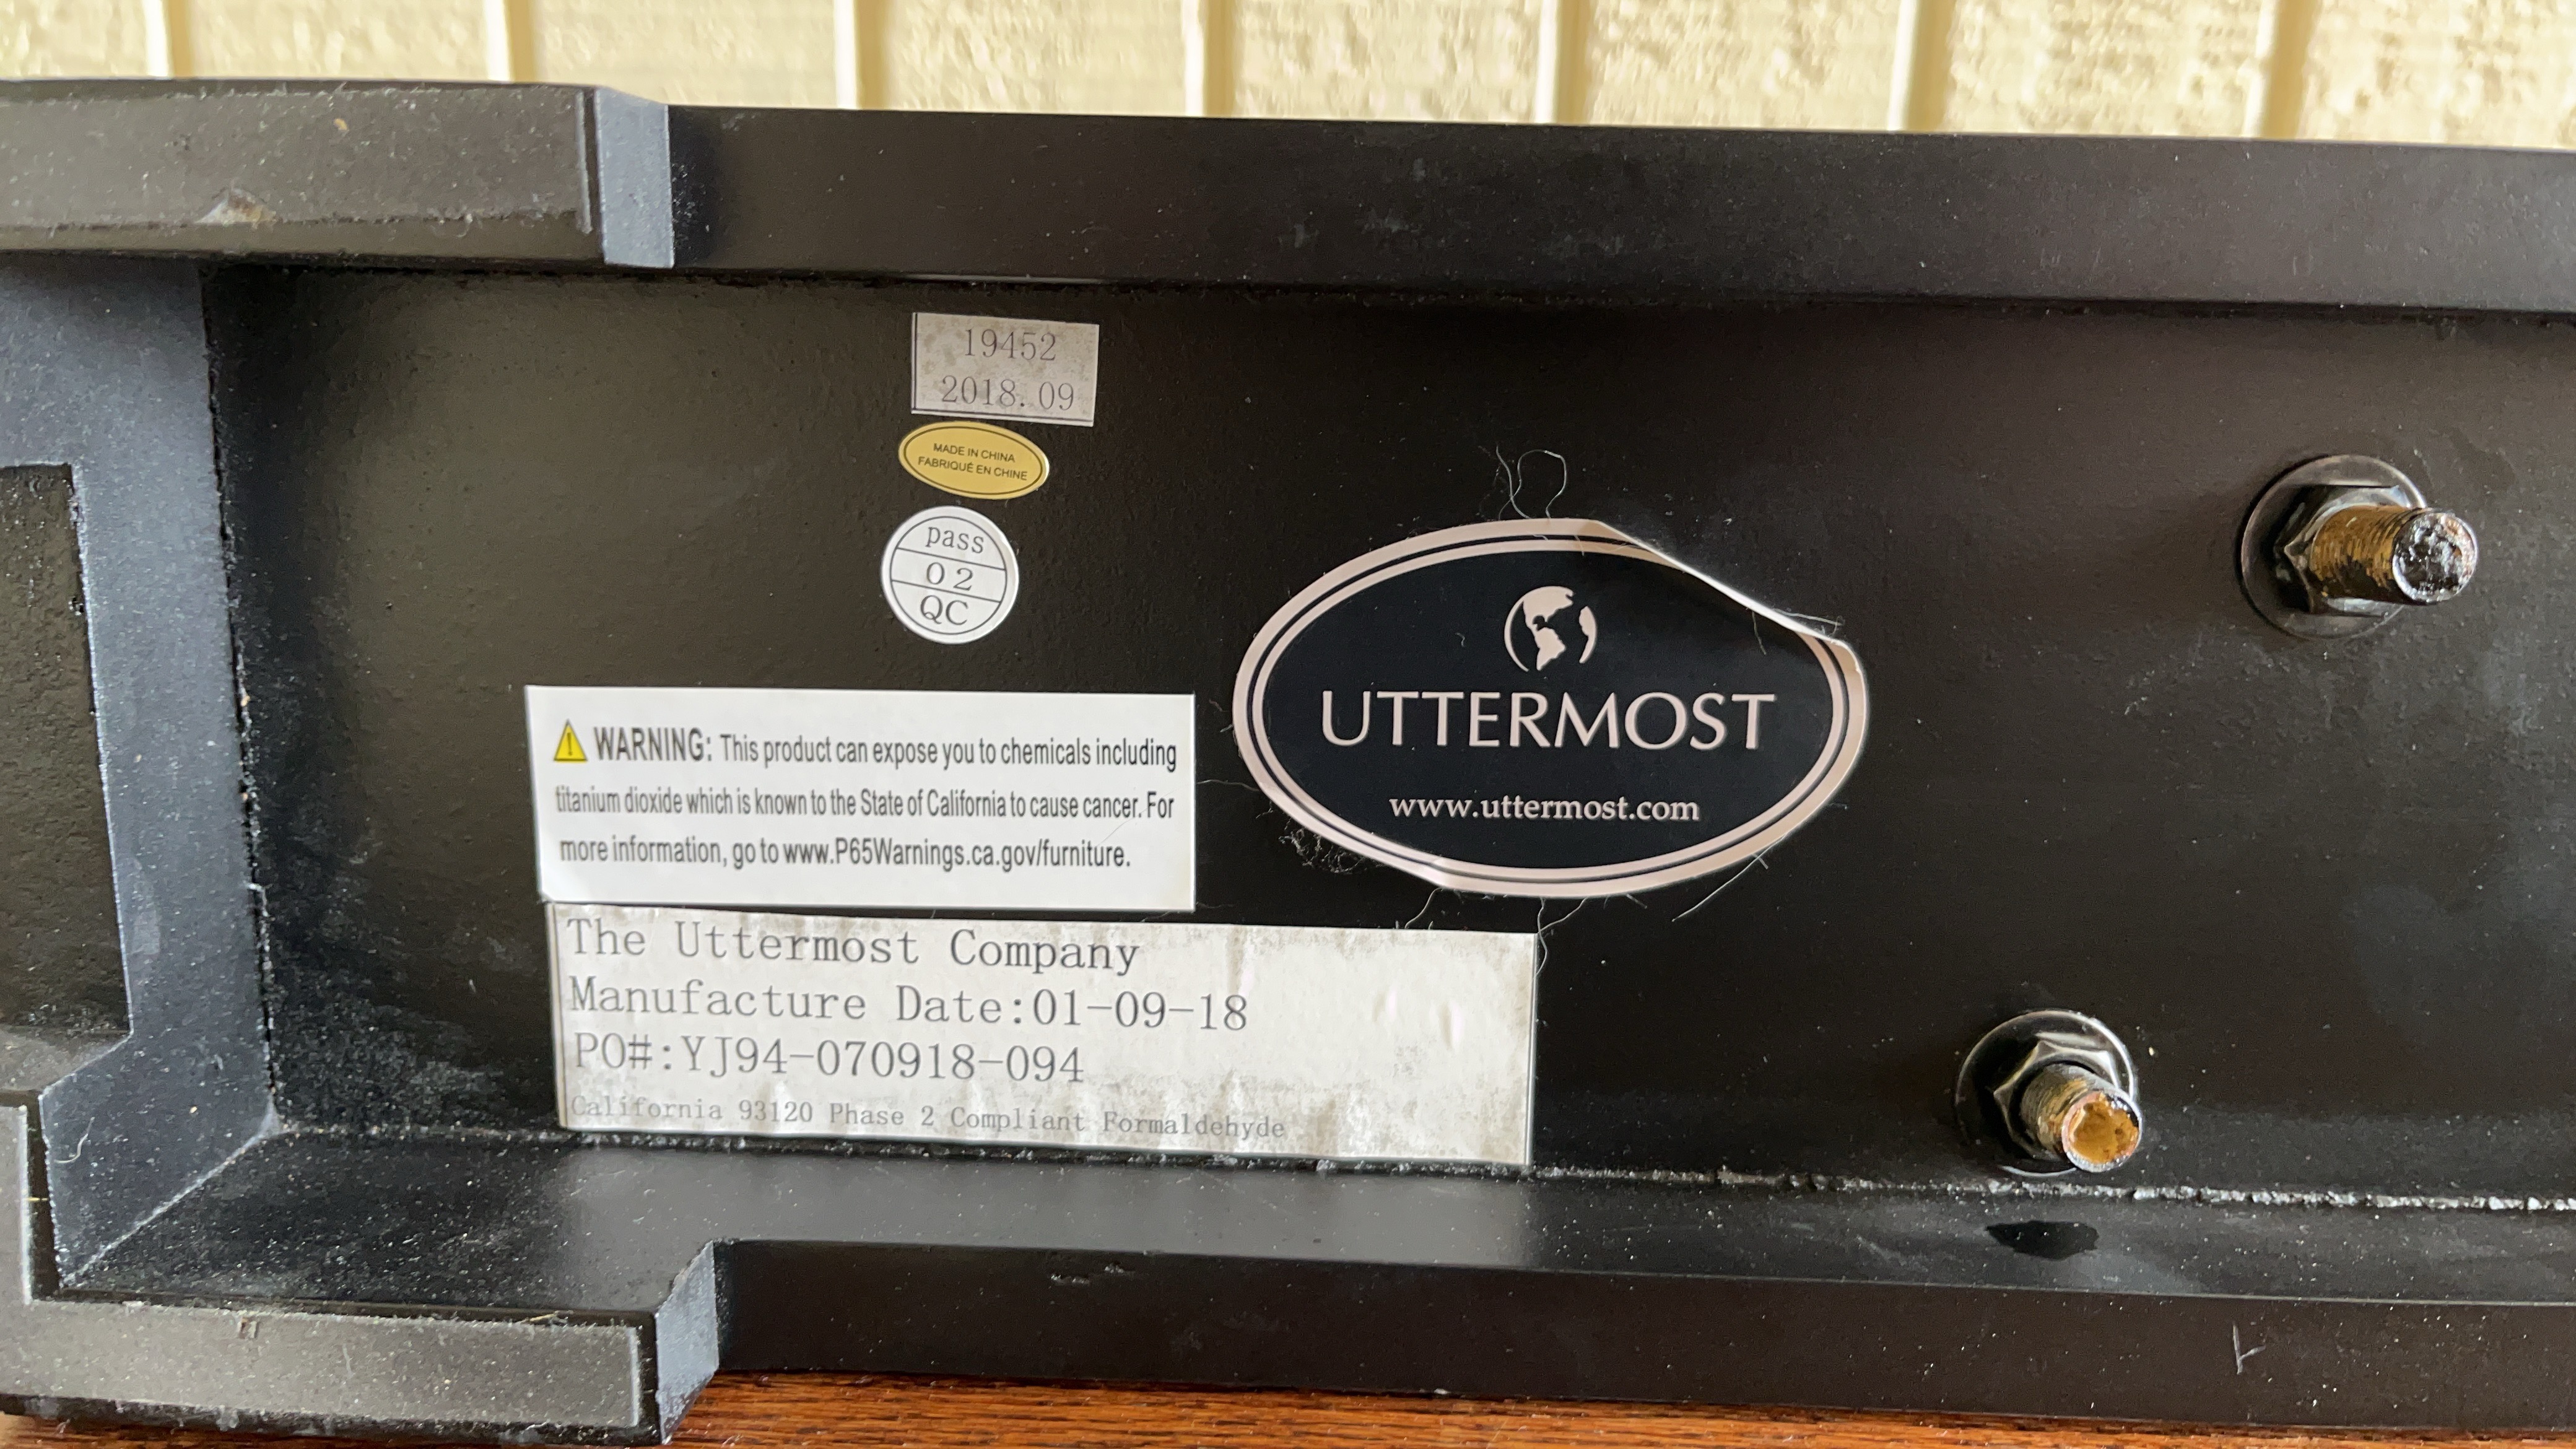 19452
2018.09
MADE IN CHINA
FABRIQUÉ EN CHINE
pass
02
QC
UTTERMOST
www.uttermost.com
WARNING: This product can expose you to chemicals including
titanium dioxide which is known to the State of California to cause cancer. For
more information, go to www.P65Warnings.ca.gov/furniture.
The Uttermost Company
Manufacture Date:01-09-18
PO#:YJ94-070918-094
California 93120 Phase 2 Compliant Formaldehyde